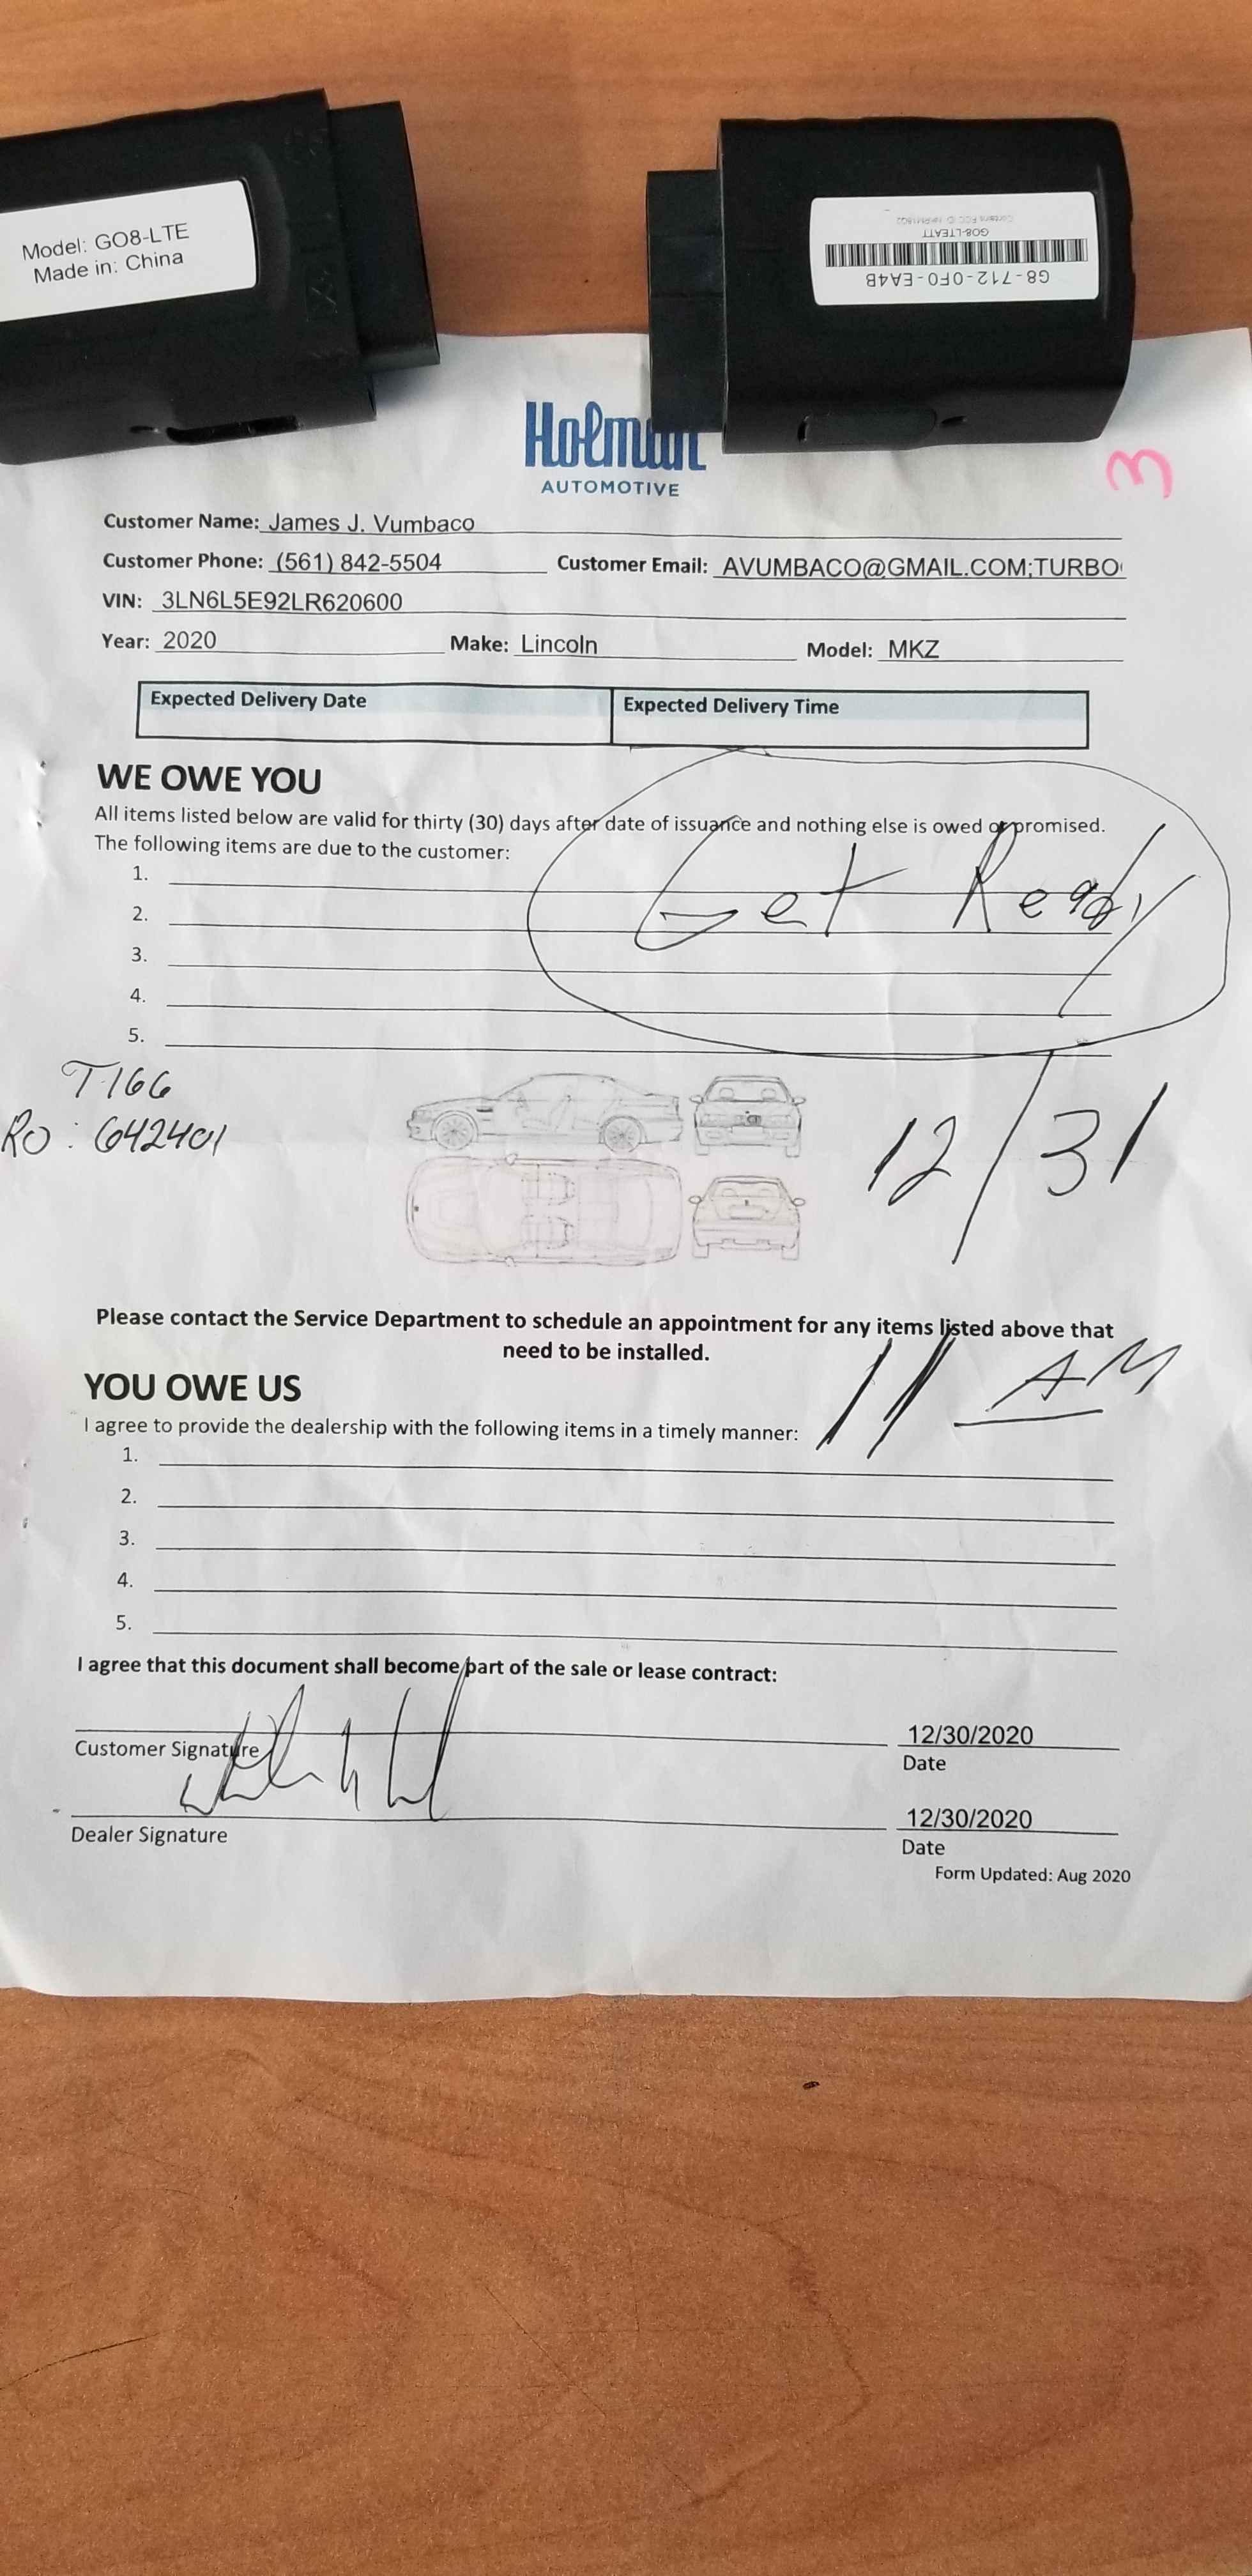 Model: GO8-LTE
Made in: China
G8-712-0F0-EA4B
GO8-LTEATT
Holman
AUTOMOTIVE
3
Customer Name: James J. Vumbaco
Customer Phone: (561) 842-5504 Customer Email: AVUMBACO@GMAIL.COM;TURBO
VIN: 3LN6L5E92LR620600
Year: 2020 Make: Lincoln Model: MKZ
Expected Delivery Date Expected Delivery Time
WE OWE YOU
All items listed below are valid for thirty (30) days after date of issuance and nothing else is owed or promised.
The following items are due to the customer:
1.
2.
3.
4.
5.
Get Ready
T166
RO: 642401
12/31
Please contact the Service Department to schedule an appointment for any items listed above that
need to be installed.
11 AM
YOU OWE US
I agree to provide the dealership with the following items in a timely manner:
1.
2.
3.
4.
5.
I agree that this document shall become part of the sale or lease contract:
12/30/2020
Customer Signature Date
12/30/2020
Dealer Signature Date
Form Updated: Aug 2020